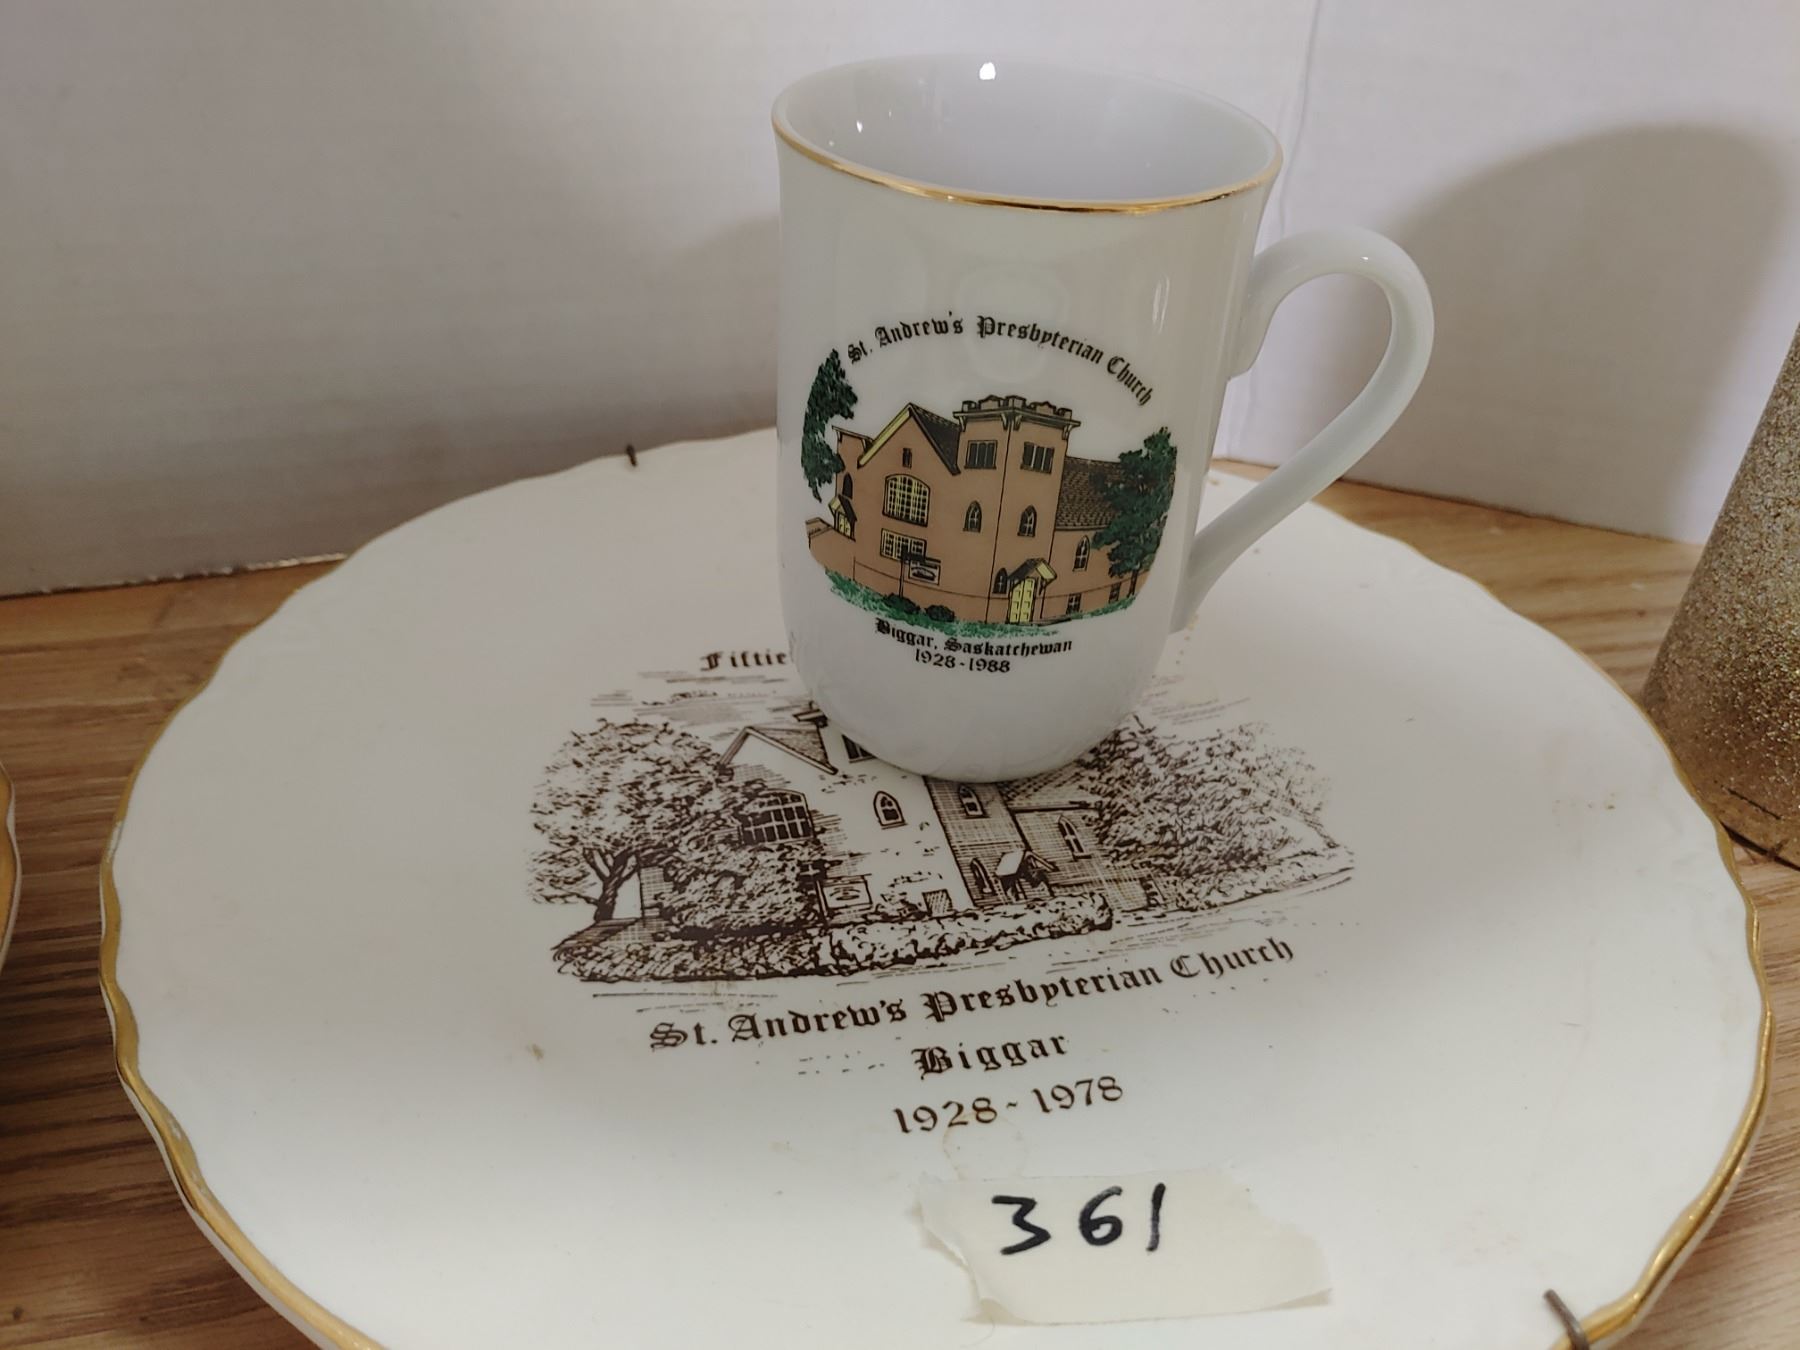 St. Andrew's Presbyterian Church
Biggar, Saskatchewan
1928-1988
St. Andrew's Presbyterian Church
Biggar
1928-1978
361